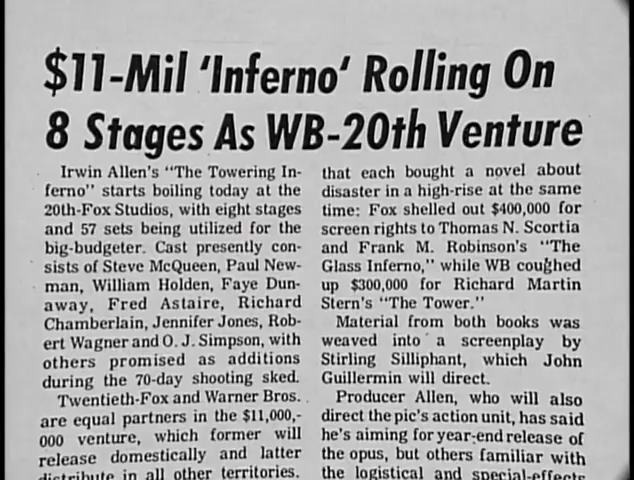 $11-Mil 'Inferno' Rolling On
8 Stages As WB-20th Venture
Irwin Allen's "The Towering In-
ferno" starts boiling today at the
20th-Fox Studios, with eight stages
and 57 sets being utilized for the
big-budgeter. Cast presently con-
sists of Steve McQueen, Paul New-
man, William Holden, Faye Dun-
away, Fred Astaire, Richard
Chamberlain, Jennifer Jones, Rob-
ert Wagner and O. J. Simpson, with
others promised as additions
during the 70-day shooting sked.
Twentieth-Fox and Warner Bros.
are equal partners in the $11,000,-
000 venture, which former will
release domestically and latter
distribute in all other territories.
that each bought a novel about
disaster in a high-rise at the same
time: Fox shelled out $400,000 for
screen rights to Thomas N. Scortia
and Frank M. Robinson's "The
Glass Inferno," while WB coughed
up $300,000 for Richard Martin
Stern's "The Tower."
Material from both books was
weaved into a screenplay by
Stirling Silliphant, which John
Guillermin will direct.
Producer Allen, who will also
direct the pic's action unit, has said
he's aiming for year-end release of
the opus, but others familiar with
the logistical and special-effects